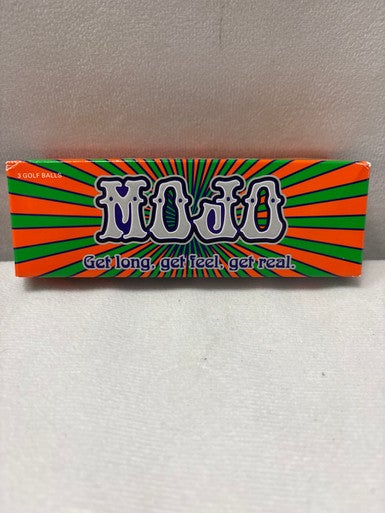 3 GOLF BALLS
MOJO
Get long. get feel. get real.